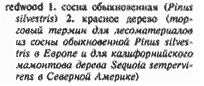 redwood 1. сосна обыкновенная (Pinus
silvestris) 2. красное дерево (тор-
говый термин для лесоматериалов
из сосны обыкновенной Pinus silves-
tris в Европе и для калифорнийского
мамонтова дерева Sequoia sempervi-
rens в Северной Америке)